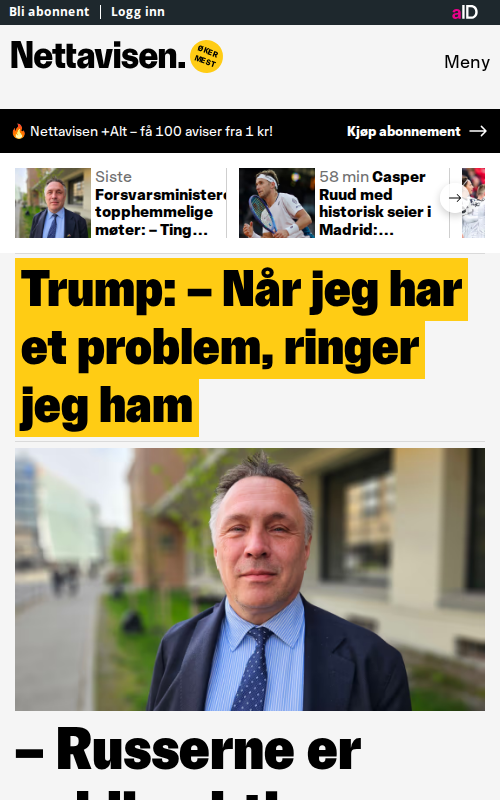 Bli abonnent
Logg inn
aID
Nettavisen.
ØKER
MEST
Meny
🔥 Nettavisen +Alt – få 100 aviser fra 1 kr!
Kjøp abonnement
Siste
topphemmelige
møter: – Ting...
58 min Casper
Ruud med
historisk seier i
Madrid:...
Trump: – Når jeg har
et problem, ringer
jeg ham
– Russerne er